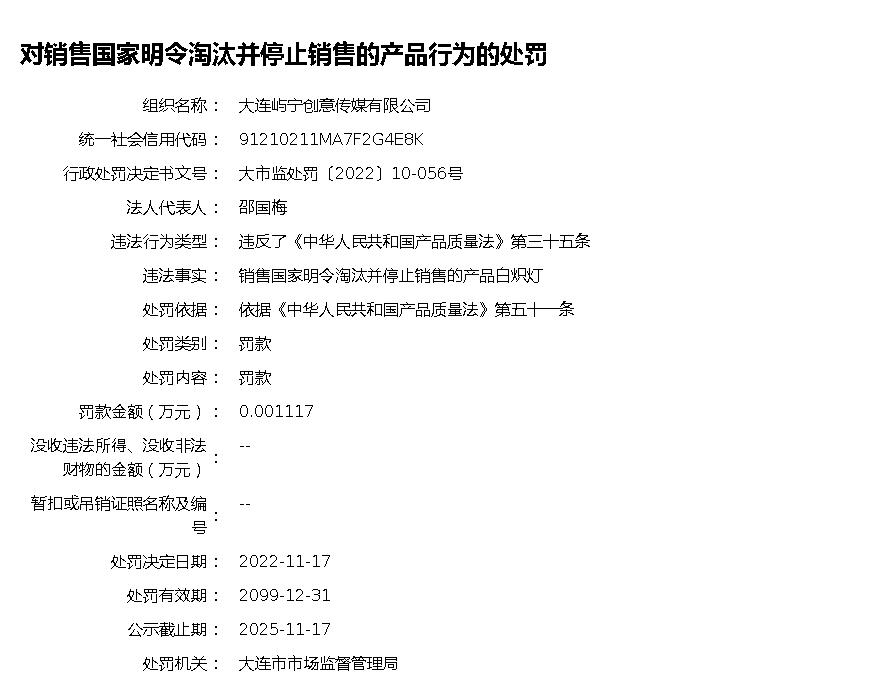 对销售国家明令淘汰并停止销售的产品行为的处罚
组织名称： 大连屿宁创意传媒有限公司
统一社会信用代码： 91210211MA7F2G4E8K
行政处罚决定书文号： 大市监处罚〔2022〕10-056号
法人代表人： 邵国梅
违法行为类型： 违反了《中华人民共和国产品质量法》第三十五条
违法事实： 销售国家明令淘汰并停止销售的产品白炽灯
处罚依据： 依据《中华人民共和国产品质量法》第五十一条
处罚类别： 罚款
处罚内容： 罚款
罚款金额（万元）： 0.001117
没收违法所得、没收非法 --
财物的金额（万元）：
暂扣或吊销证照名称及编 --
号：
处罚决定日期： 2022-11-17
处罚有效期： 2099-12-31
公示截止期： 2025-11-17
处罚机关： 大连市市场监督管理局